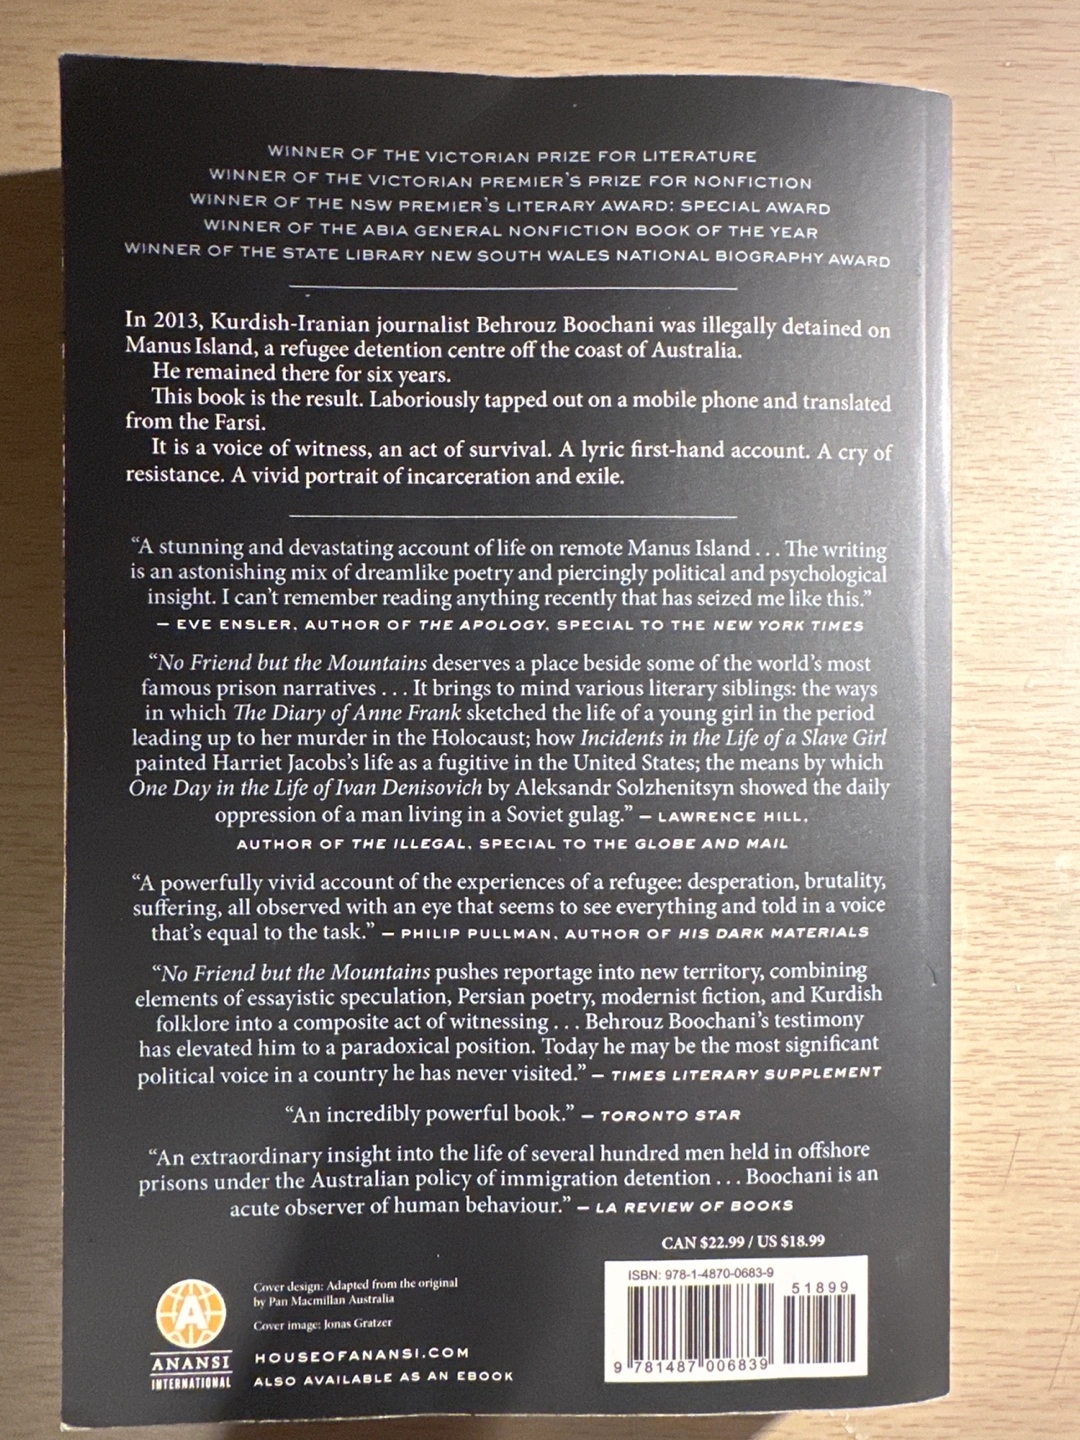 WINNER OF THE VICTORIAN PRIZE FOR LITERATURE
WINNER OF THE VICTORIAN PREMIER'S PRIZE FOR NONFICTION
WINNER OF THE NSW PREMIER'S LITERARY AWARD: SPECIAL AWARD
WINNER OF THE ABIA GENERAL NONFICTION BOOK OF THE YEAR
WINNER OF THE STATE LIBRARY NEW SOUTH WALES NATIONAL BIOGRAPHY AWARD
In 2013, Kurdish-Iranian journalist Behrouz Boochani was illegally detained on
Manus Island, a refugee detention centre off the coast of Australia.
He remained there for six years.
This book is the result. Laboriously tapped out on a mobile phone and translated
from the Farsi.
It is a voice of witness, an act of survival. A lyric first-hand account. A cry of
resistance. A vivid portrait of incarceration and exile.
“A stunning and devastating account of life on remote Manus Island . . . The writing
is an astonishing mix of dreamlike poetry and piercingly political and psychological
insight. I can't remember reading anything recently that has seized me like this.”
— EVE ENSLER, AUTHOR OF THE APOLOGY, SPECIAL TO THE NEW YORK TIMES
“No Friend but the Mountains deserves a place beside some of the world's most
famous prison narratives . . . It brings to mind various literary siblings: the ways
in which The Diary of Anne Frank sketched the life of a young girl in the period
leading up to her murder in the Holocaust; how Incidents in the Life of a Slave Girl
painted Harriet Jacobs's life as a fugitive in the United States; the means by which
One Day in the Life of Ivan Denisovich by Aleksandr Solzhenitsyn showed the daily
oppression of a man living in a Soviet gulag.” — LAWRENCE HILL,
AUTHOR OF THE ILLEGAL, SPECIAL TO THE GLOBE AND MAIL
“A powerfully vivid account of the experiences of a refugee: desperation, brutality,
suffering, all observed with an eye that seems to see everything and told in a voice
that's equal to the task.” — PHILIP PULLMAN, AUTHOR OF HIS DARK MATERIALS
“No Friend but the Mountains pushes reportage into new territory, combining
elements of essayistic speculation, Persian poetry, modernist fiction, and Kurdish
folklore into a composite act of witnessing . . . Behrouz Boochani's testimony
has elevated him to a paradoxical position. Today he may be the most significant
political voice in a country he has never visited.” — TIMES LITERARY SUPPLEMENT
“An incredibly powerful book.” — TORONTO STAR
“An extraordinary insight into the life of several hundred men held in offshore
prisons under the Australian policy of immigration detention . . . Boochani is an
acute observer of human behaviour.” — LA REVIEW OF BOOKS
CAN $22.99 / US $18.99
ISBN: 978-1-4870-0683-9
51899
9 781487 006839
Cover design: Adapted from the original
by Pan Macmillan Australia
Cover image: Jonas Gratzer
HOUSEOFANANSI.COM
ALSO AVAILABLE AS AN EBOOK
A
ANANSI
INTERNATIONAL